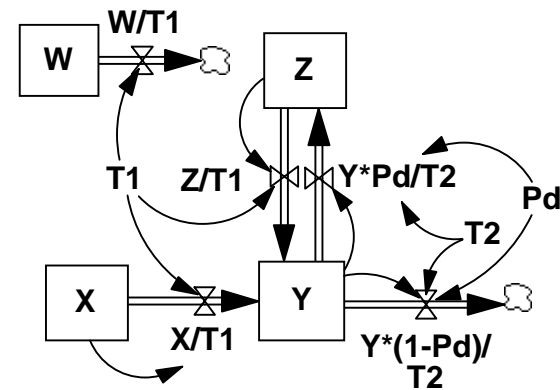 W/T1
W
Z
T1
Z/T1
Y*Pd/T2
Pd
T2
X
Y
X/T1
Y*(1-Pd)/
T2